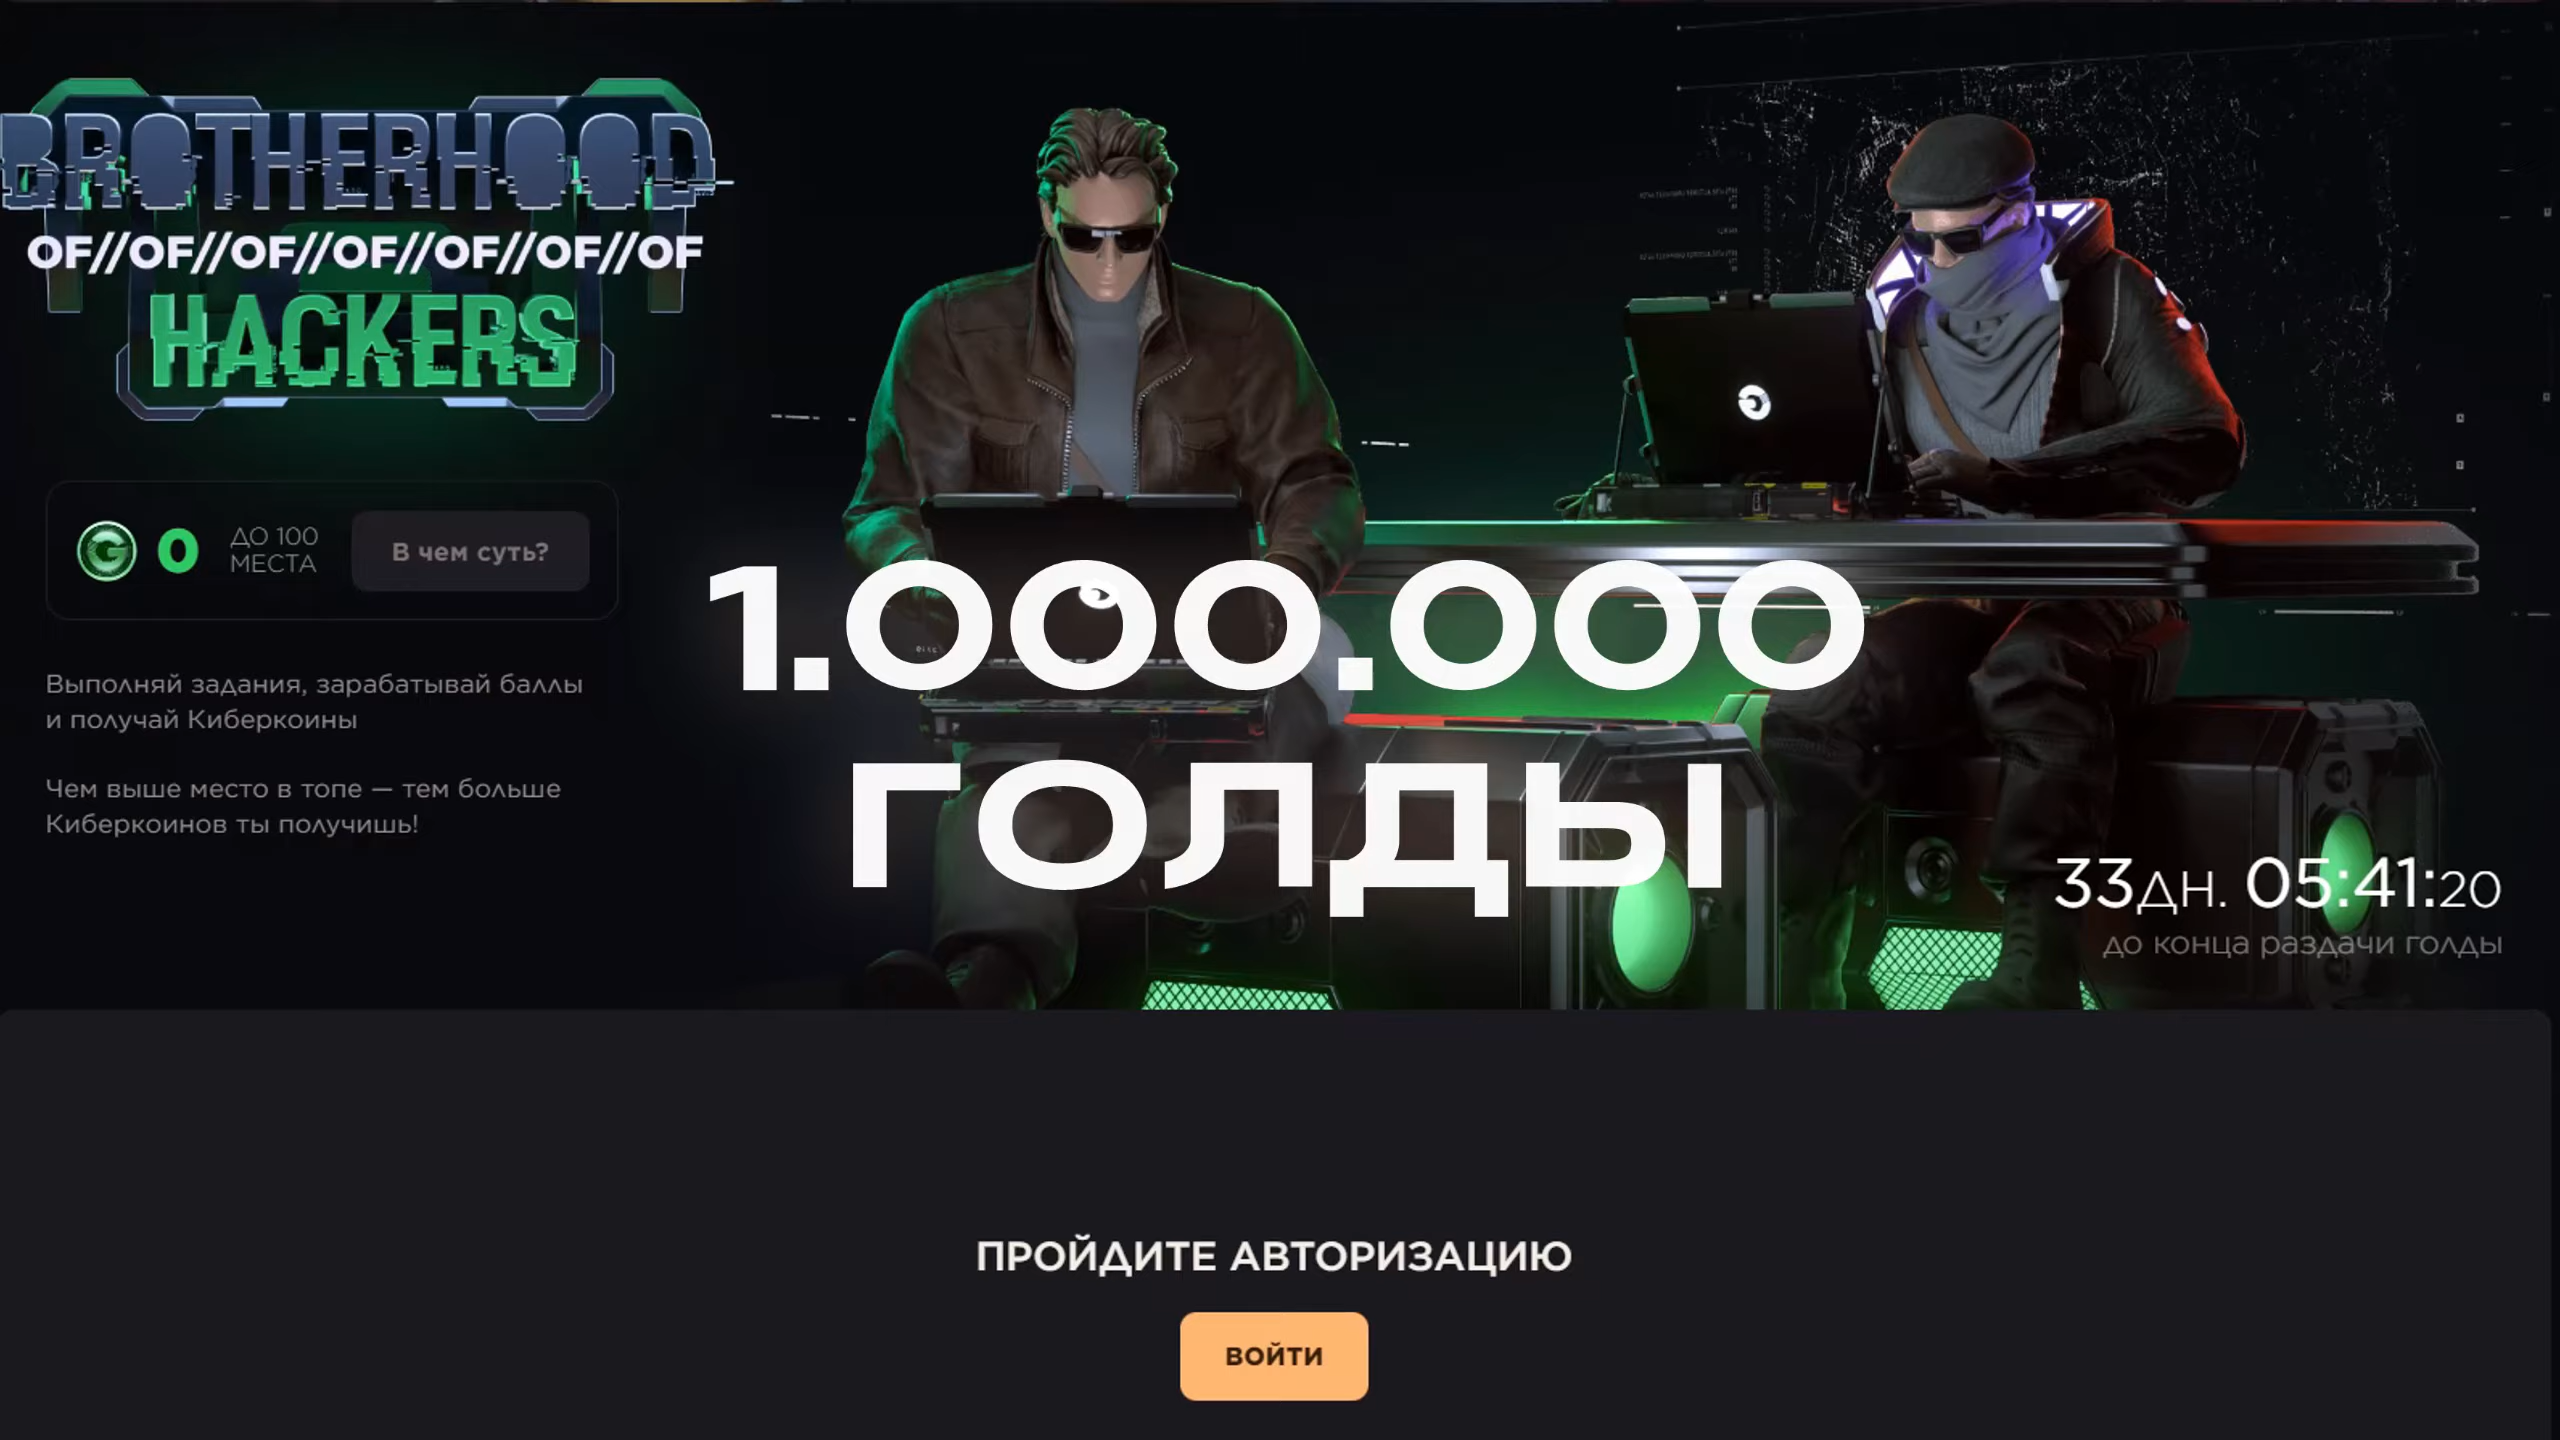 BROTHERHOOD
OF//OF//OF//OF//OF//OF//OF
HACKERS
0
ДО 100
МЕСТА
В чем суть?
1.000.000
ГОЛДЫ
Выполняй задания, зарабатывай баллы
и получай Киберкоины
Чем выше место в топе — тем больше
Киберкоинов ты получишь!
33ДН. 05:41:20
до конца раздачи голды
ПРОЙДИТЕ АВТОРИЗАЦИЮ
ВОЙТИ